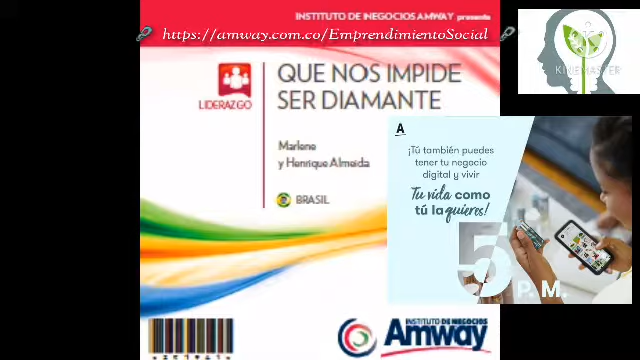 INSTITUTO DE NEGOCIOS AMWAY presenta
https://amway.com.co/EmprendimientoSocial
KINEMASTER
LIDERAZGO
QUE NOS IMPIDE
SER DIAMANTE
Marlene
y Henrique Almeida
BRASIL
A
¡Tú también puedes
tener tu negocio
digital y vivir
Tu vida como
tú la quieres!
5 P. M.
INSTITUTO DE NEGOCIOS
Amway